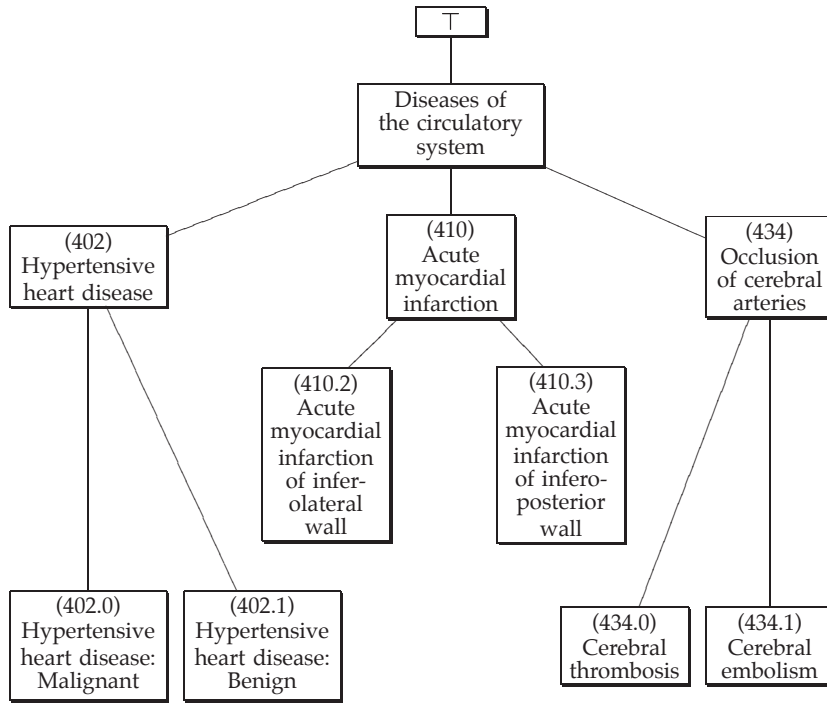 ⊤
Diseases of
the circulatory
system
(402)
Hypertensive
heart disease
(410)
Acute
myocardial
infarction
(434)
Occlusion
of cerebral
arteries
(410.2)
Acute
myocardial
infarction
of infer-
olateral
wall
(410.3)
Acute
myocardial
infarction
of infero-
posterior
wall
(402.0)
Hypertensive
heart disease:
Malignant
(402.1)
Hypertensive
heart disease:
Benign
(434.0)
Cerebral
thrombosis
(434.1)
Cerebral
embolism